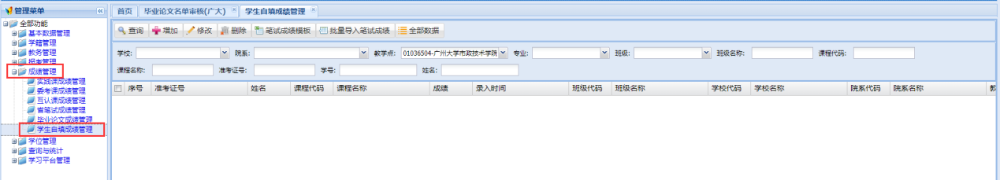 管理菜单
全部功能
基本数据管理
学籍管理
教务管理
报考管理
成绩管理
实践课成绩管理
委考课成绩管理
互认课成绩管理
省笔试成绩管理
毕业论文成绩管理
学生自填成绩管理
学位管理
查询与统计
学习平台管理
首页 毕业论文名单审核(广大) 学生自填成绩管理
查询 增加 修改 删除 笔试成绩模板 批量导入笔试成绩 全部数据
学校: 院系: 教学点: 01036504-广州大学市政技术学院 专业: 班级: 班级名称: 课程代码:
课程名称: 准考证号: 学号: 姓名:
序号 准考证号 姓名 课程代码 课程名称 成绩 录入时间 班级代码 班级名称 学校代码 学校名称 院系代码 院系名称